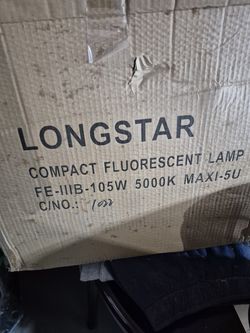 LONGSTAR
COMPACT FLUORESCENT LAMP
FE-IIIB-105W 5000K MAXI-5U
C/NO.: